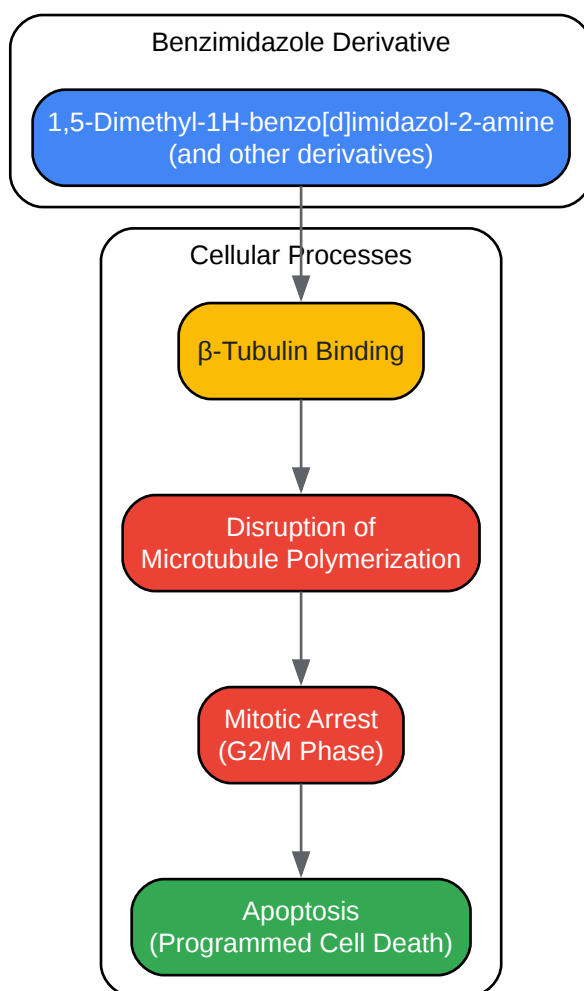 Benzimidazole Derivative
1,5-Dimethyl-1H-benzo[d]imidazol-2-amine
(and other derivatives)
Cellular Processes
β-Tubulin Binding
Disruption of
Microtubule Polymerization
Mitotic Arrest
(G2/M Phase)
Apoptosis
(Programmed Cell Death)